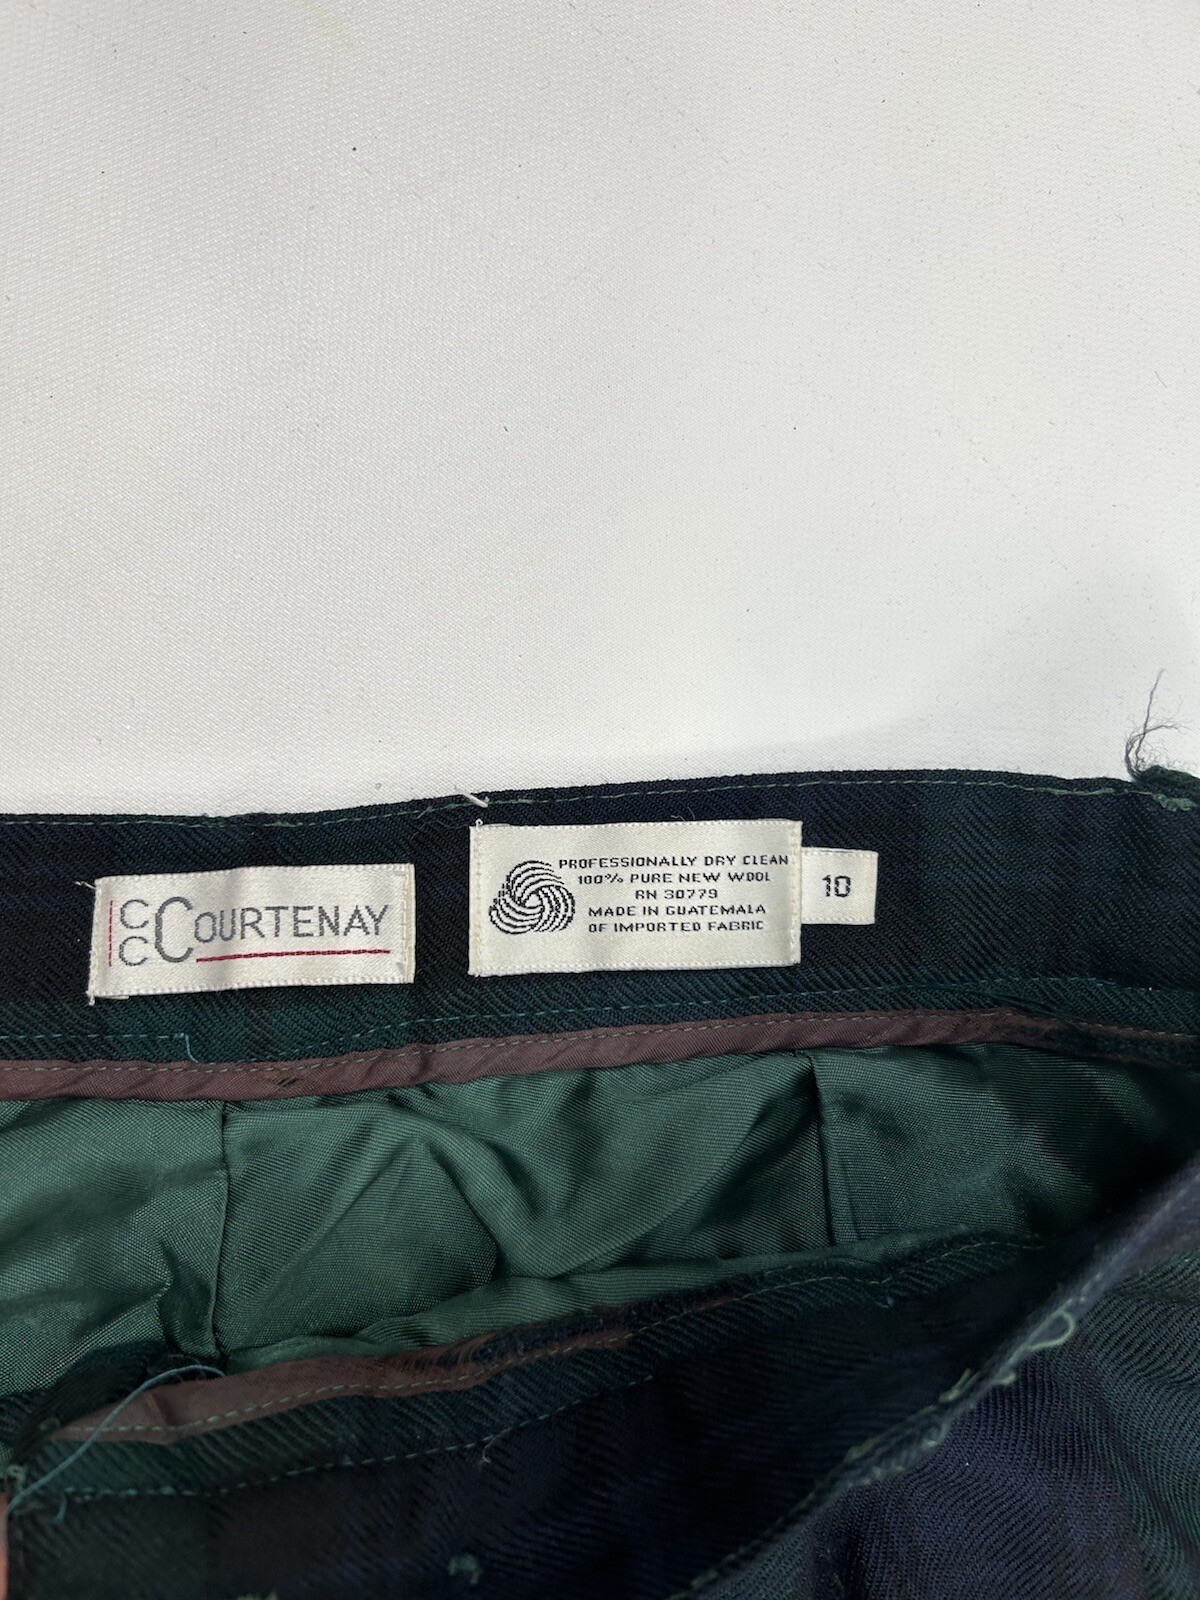 CC COURTENAY
PROFESSIONALLY DRY CLEAN
100% PURE NEW WOOL
RN 30779
MADE IN GUATEMALA
OF IMPORTED FABRIC
10